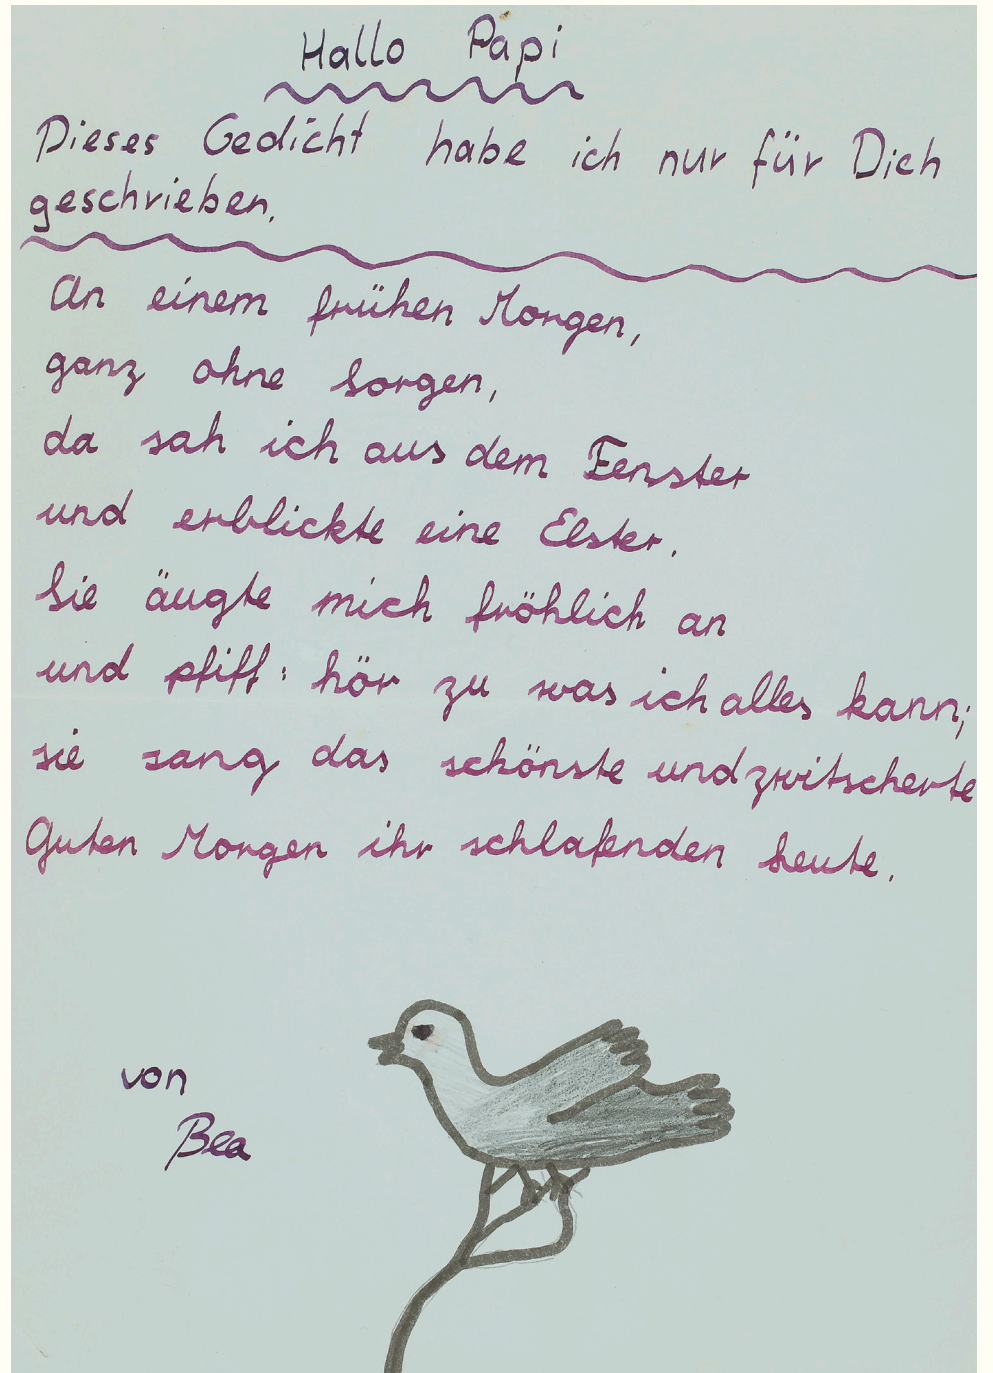 Hallo Papi
Dieses Gedicht habe ich nur für Dich
geschrieben.
An einem frühen Morgen,
ganz ohne Sorgen,
da sah ich aus dem Fenster
und erblickte eine Elster.
Sie äugte mich fröhlich an
und pfiff: hör zu was ich alles kann;
sie sang das schönste und zwitscherte
Guten Morgen ihr schlafenden Leute.
von
Bea